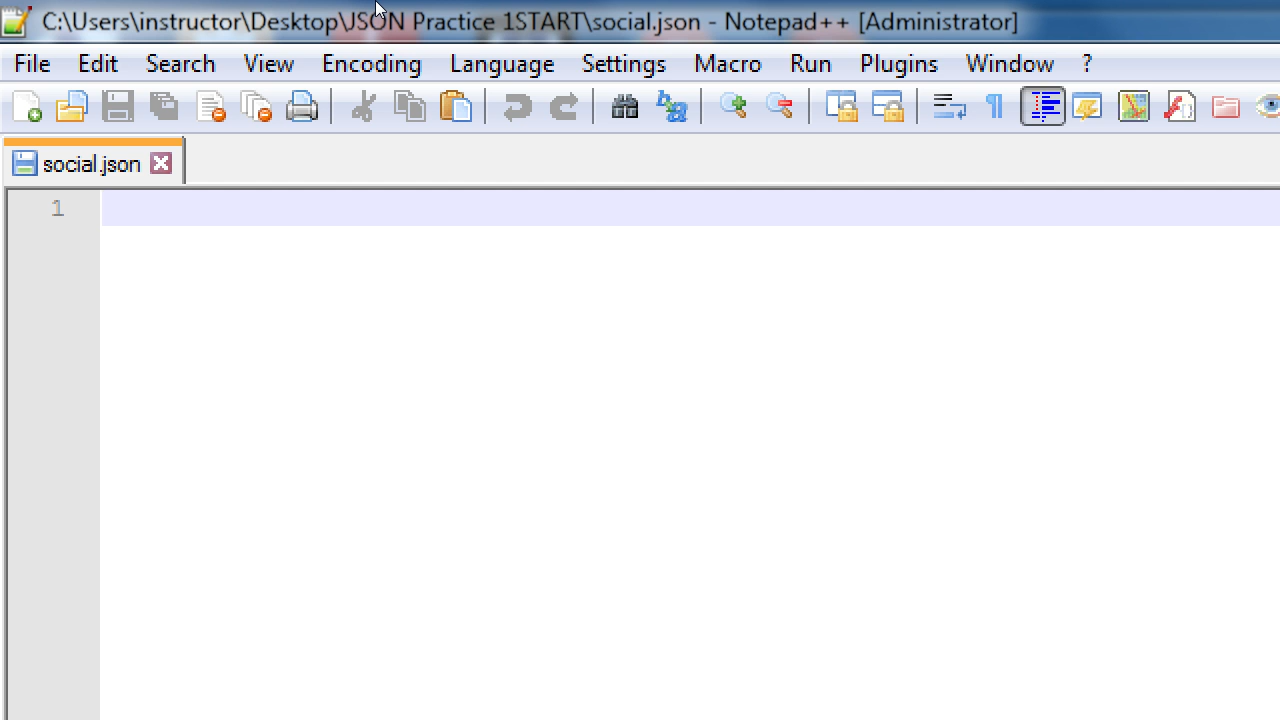 C:\Users\instructor\Desktop\JSON Practice 1START\social.json - Notepad++ [Administrator]
File Edit Search View Encoding Language Settings Macro Run Plugins Window ?
social.json
1